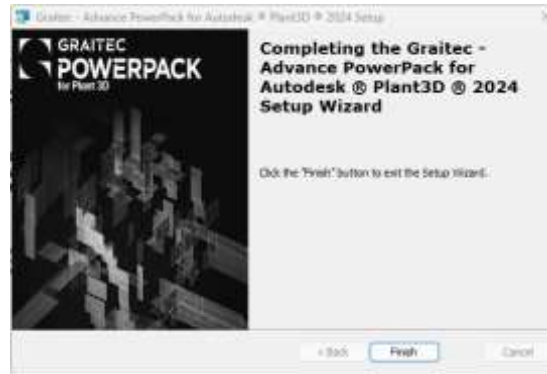 Graitec - Advance PowerPack for Autodesk ® Plant3D ® 2024 Setup
GRAITEC
POWERPACK
for Plant 3D
Completing the Graitec -
Advance PowerPack for
Autodesk ® Plant3D ® 2024
Setup Wizard
Click the "Finish" button to exit the Setup Wizard.
< Back
Finish
Cancel